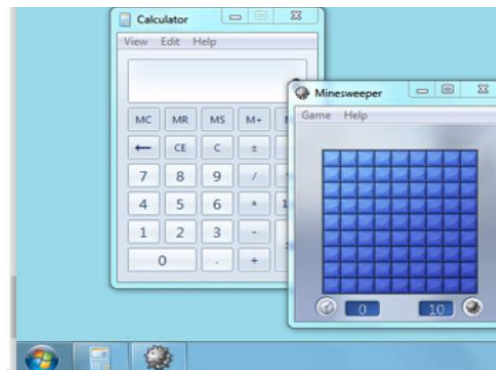 Calculator
View Edit Help
MC MR MS M+
← CE C ±
7 8 9 /
4 5 6 *
1 2 3 -
0 . +
Minesweeper
Game Help
0 10